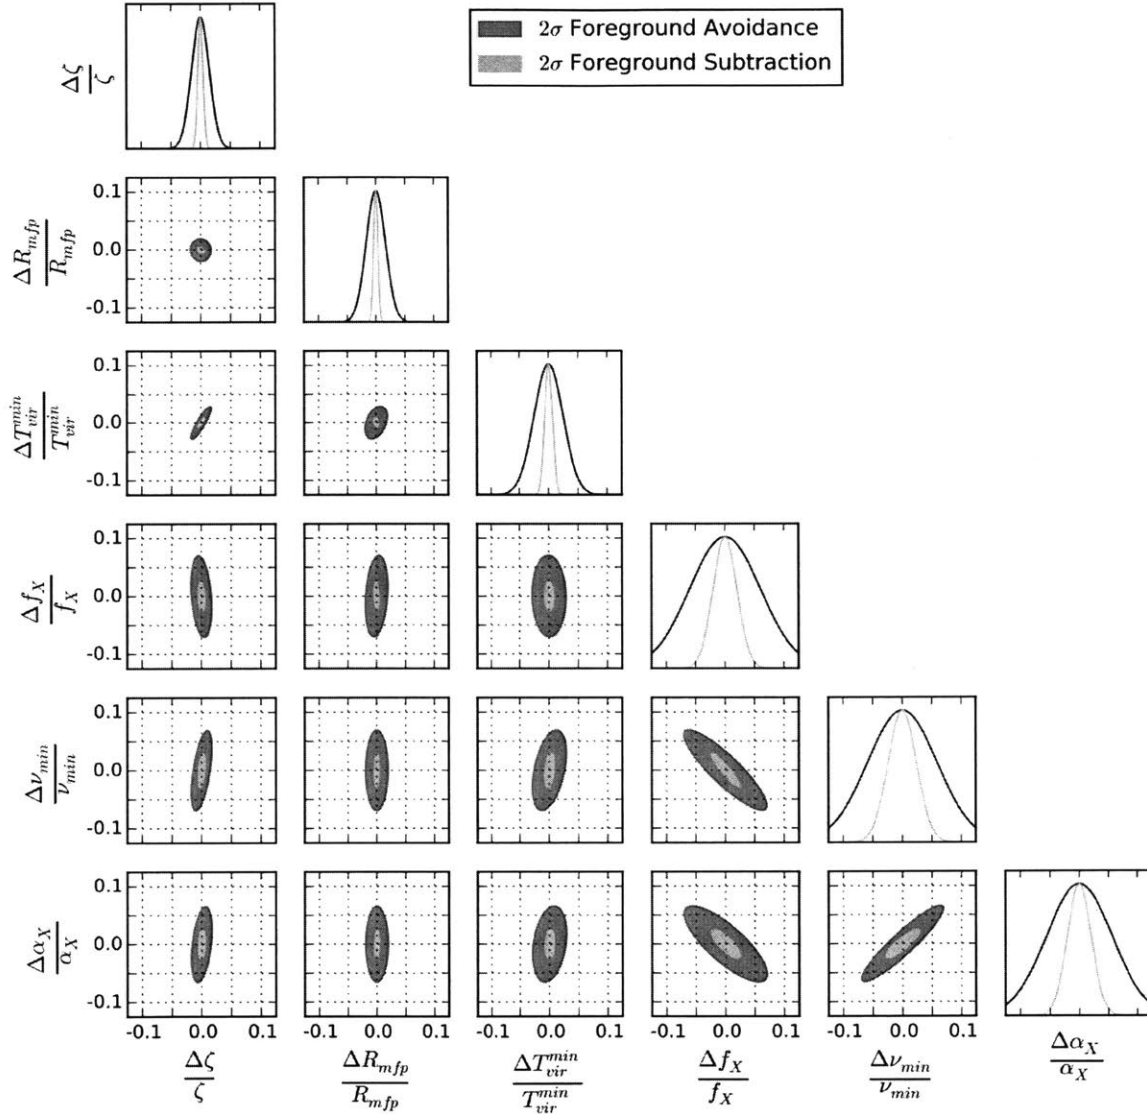 2σ Foreground Avoidance
2σ Foreground Subtraction
Δζ
ζ
0.1
0.0
-0.1
ΔR_mfp
R_mfp
0.1
0.0
-0.1
ΔT_vir^min
T_vir^min
0.1
0.0
-0.1
Δf_X
f_X
0.1
0.0
-0.1
Δν_min
ν_min
0.1
0.0
-0.1
Δα_X
α_X
-0.1 0.0 0.1 -0.1 0.0 0.1 -0.1 0.0 0.1 -0.1 0.0 0.1 -0.1 0.0 0.1
Δζ ΔR_mfp ΔT_vir^min Δf_X Δν_min Δα_X
ζ R_mfp T_vir^min f_X ν_min α_X